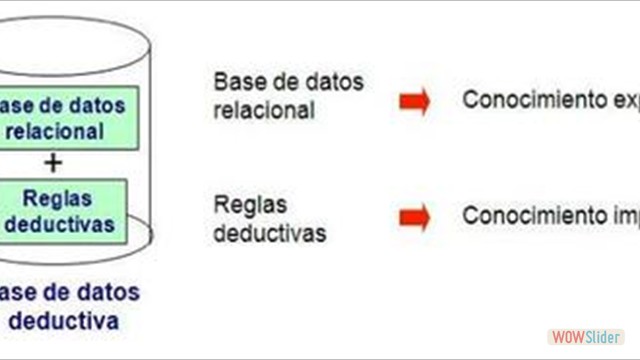 ase de datos
relacional
+
Reglas
deductivas
ase de datos
deductiva
Base de datos
relacional
Conocimiento exp
Reglas
deductivas
Conocimiento imp
WOWSlider